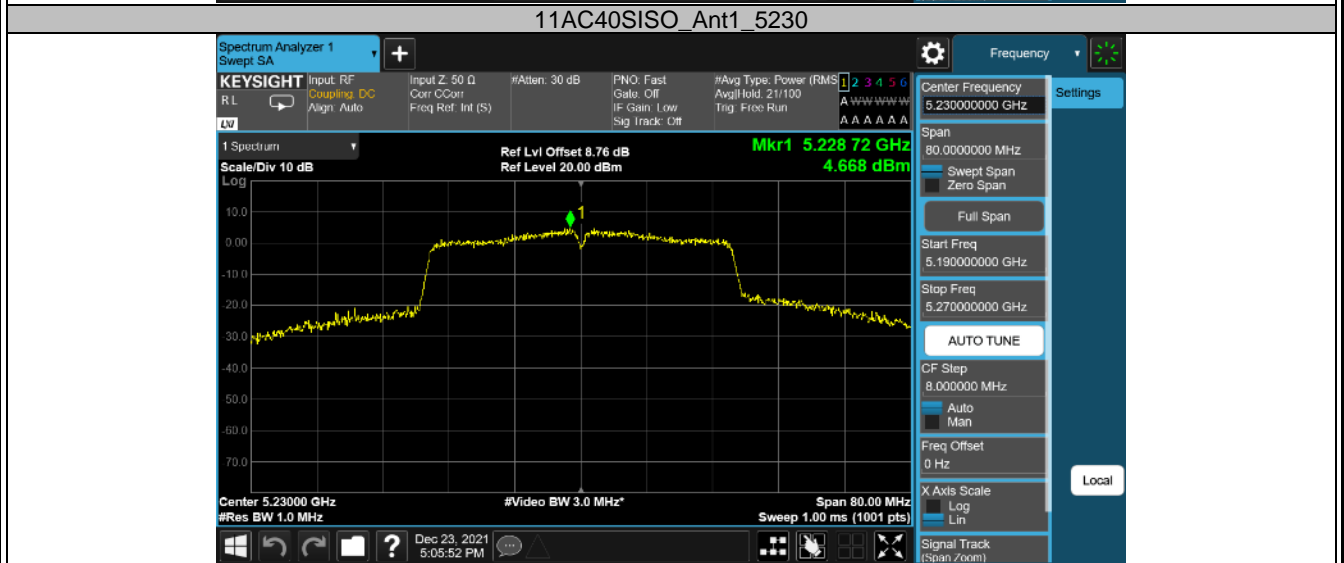 11AC40SISO_Ant1_5230
Spectrum Analyzer 1
Swept SA
+
Frequency
KEYSIGHT
R L
LXI
Input: RF
Coupling: DC
Align: Auto
Input Z: 50 Ω
Corr CCorr
Freq Ref: Int (S)
#Atten: 30 dB
PNO: Fast
Gate: Off
IF Gain: Low
Sig Track: Off
#Avg Type: Power (RMS
Avg|Hold: 21/100
Trig: Free Run
1 2 3 4 5 6
A W W W W W
A A A A A A
Center Frequency
5.230000000 GHz
Settings
Span
80.0000000 MHz
Swept Span
Zero Span
Full Span
Start Freq
5.190000000 GHz
Stop Freq
5.270000000 GHz
AUTO TUNE
CF Step
8.000000 MHz
Auto
Man
Freq Offset
0 Hz
X Axis Scale
Log
Lin
Signal Track
(Span Zoom)
Local
1 Spectrum
Scale/Div 10 dB
Log
Ref Lvl Offset 8.76 dB
Ref Level 20.00 dBm
Mkr1 5.228 72 GHz
4.668 dBm
1
10.0
0.00
-10.0
-20.0
30.0
-40.0
50.0
-60.0
70.0
Center 5.23000 GHz
#Res BW 1.0 MHz
#Video BW 3.0 MHz*
Span 80.00 MHz
Sweep 1.00 ms (1001 pts)
?
Dec 23, 2021
5:05:52 PM